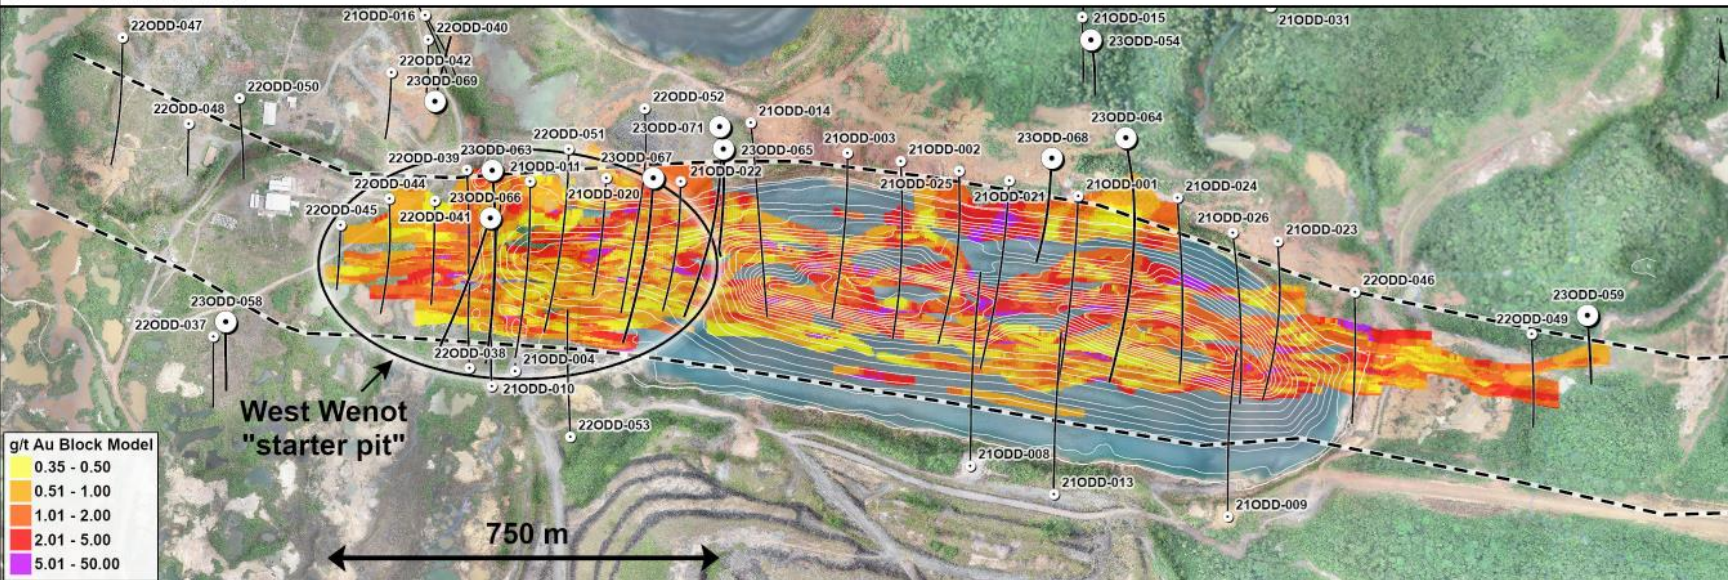 22ODD-047
21ODD-016
22ODD-040
21ODD-015
21ODD-031
23ODD-054
22ODD-042
22ODD-050
23ODD-069
22ODD-048
22ODD-052
21ODD-014
23ODD-071
23ODD-064
22ODD-051
21ODD-003
23ODD-068
22ODD-039
23ODD-063
23ODD-067
23ODD-065
21ODD-002
21ODD-011
21ODD-022
22ODD-044
21ODD-025
21ODD-001
21ODD-024
23ODD-066
21ODD-020
21ODD-021
22ODD-045
22ODD-041
21ODD-026
21ODD-023
22ODD-046
23ODD-058
23ODD-059
22ODD-037
22ODD-049
22ODD-038
21ODD-004
21ODD-010
West Wenot
"starter pit"
22ODD-053
21ODD-008
21ODD-013
21ODD-009
750 m
g/t Au Block Model
0.35 - 0.50
0.51 - 1.00
1.01 - 2.00
2.01 - 5.00
5.01 - 50.00